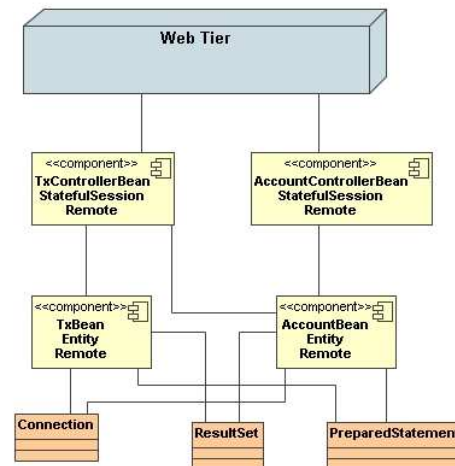 Web Tier
<<component>>
TxControllerBean
StatefulSession
Remote
<<component>>
AccountControllerBean
StatefulSession
Remote
<<component>>
TxBean
Entity
Remote
<<component>>
AccountBean
Entity
Remote
Connection
ResultSet
PreparedStatement